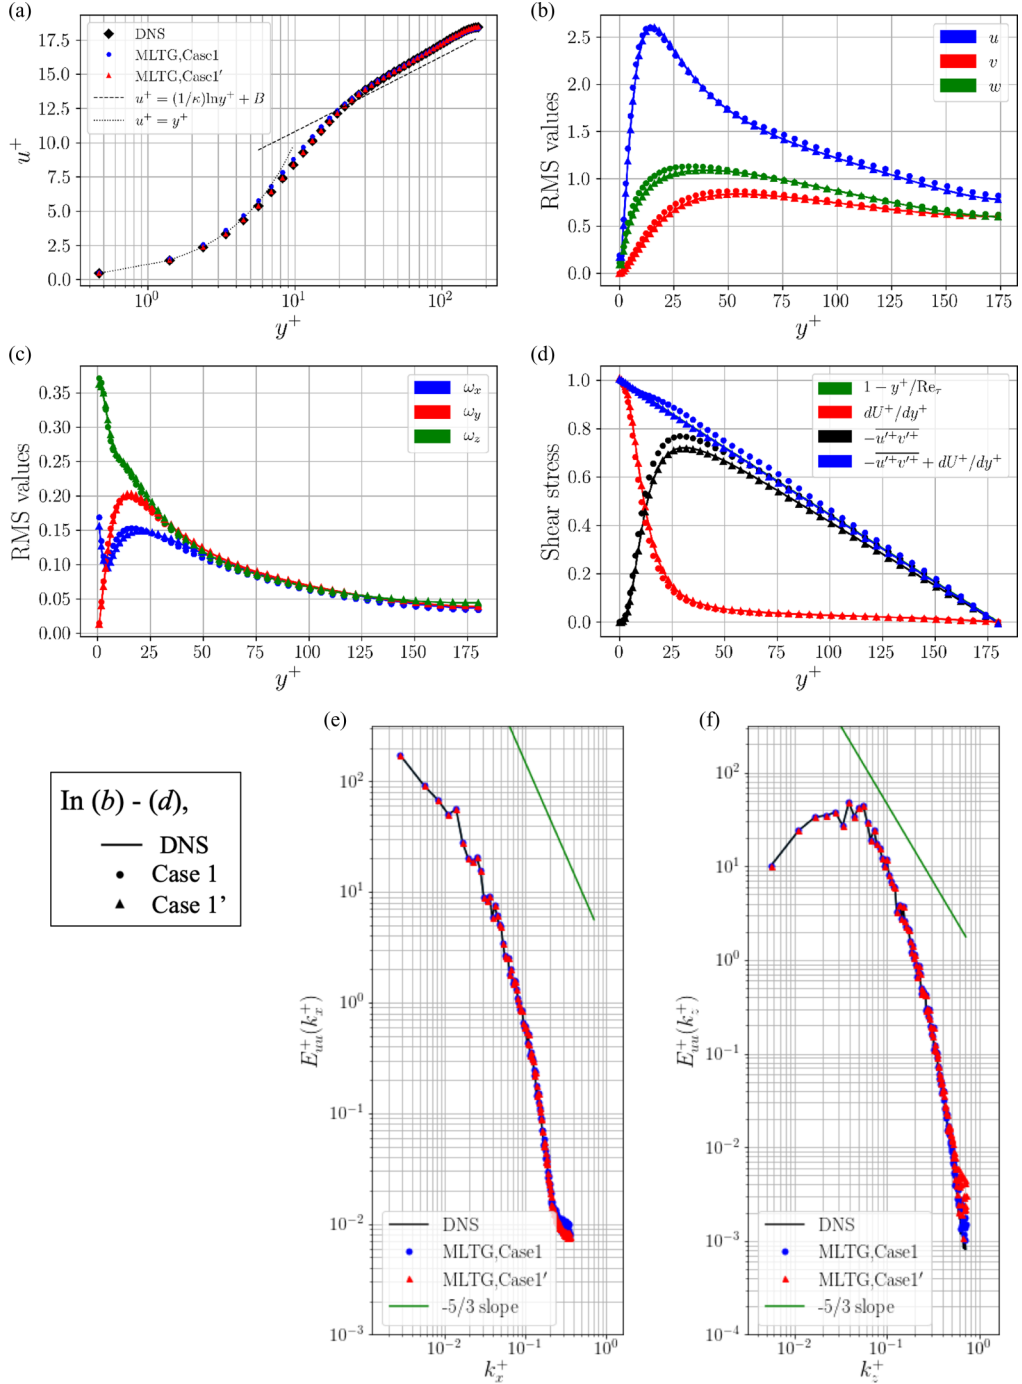 (a)
DNS
MLTG,Case1
MLTG,Case1′
u⁺ = (1/κ)lny⁺ + B
u⁺ = y⁺
17.5
15.0
12.5
10.0
7.5
5.0
2.5
0.0
u⁺
10⁰ 10¹ 10²
y⁺
(b)
u
v
w
2.5
2.0
1.5
1.0
0.5
0.0
RMS values
0 25 50 75 100 125 150 175
y⁺
(c)
ωₓ
ω_y
ω_z
0.35
0.30
0.25
0.20
0.15
0.10
0.05
0.00
RMS values
0 25 50 75 100 125 150 175
y⁺
(d)
1 − y⁺/Re_τ
dU⁺/dy⁺
−u′⁺v′⁺
−u′⁺v′⁺ + dU⁺/dy⁺
1.0
0.8
0.6
0.4
0.2
0.0
Shear stress
0 25 50 75 100 125 150 175
y⁺
In (b) - (d),
DNS
Case 1
Case 1’
(e)
10²
10¹
10⁰
10⁻¹
10⁻²
10⁻³
E⁺ᵤᵤ(k⁺ₓ)
DNS
MLTG,Case1
MLTG,Case1′
-5/3 slope
10⁻² 10⁻¹ 10⁰
k⁺ₓ
(f)
10²
10¹
10⁰
10⁻¹
10⁻²
10⁻³
10⁻⁴
E⁺ᵤᵤ(k⁺_z)
DNS
MLTG,Case1
MLTG,Case1′
-5/3 slope
10⁻² 10⁻¹ 10⁰
k⁺_z